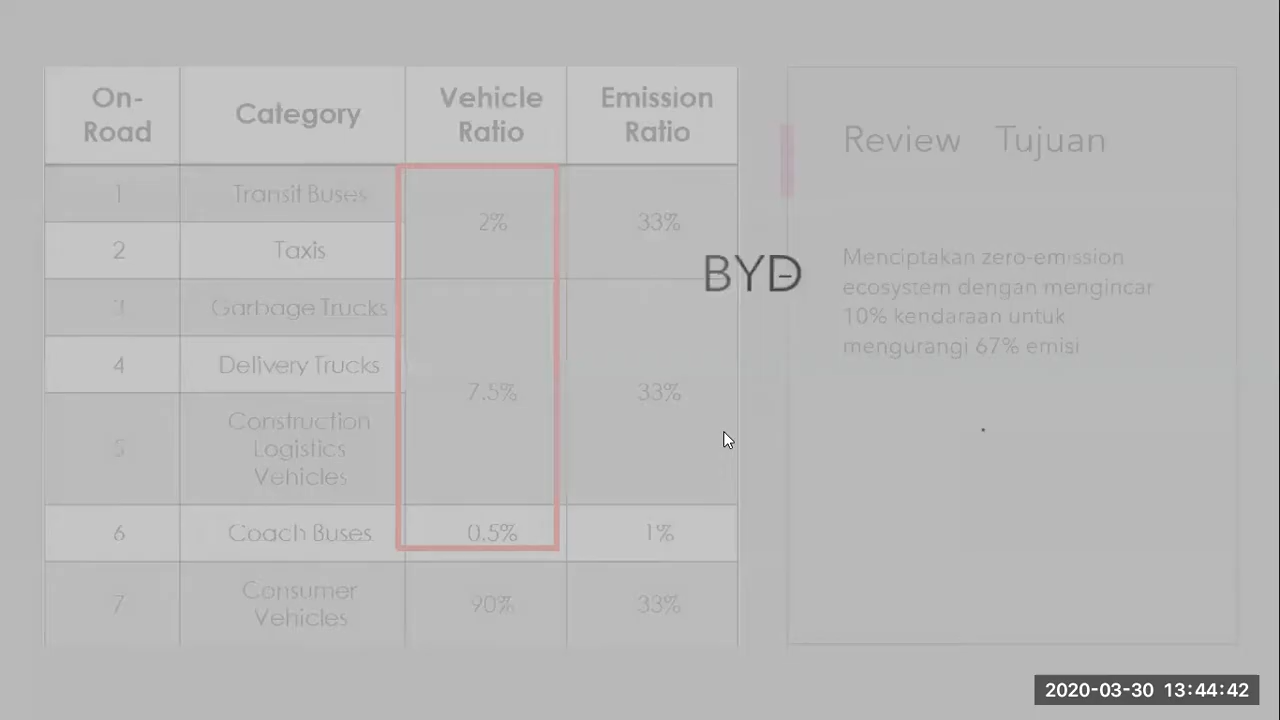 On-Road Category Vehicle Ratio Emission Ratio
1 Transit Buses 2% 33%
2 Taxis
3 Garbage Trucks 7.5% 33%
4 Delivery Trucks
5 Construction Logistics Vehicles
6 Coach Buses 0.5% 1%
7 Consumer Vehicles 90% 33%
BYD
Review Tujuan
Menciptakan zero-emission
ecosystem dengan mengincar
10% kendaraan untuk
mengurangi 67% emisi
2020-03-30 13:44:42